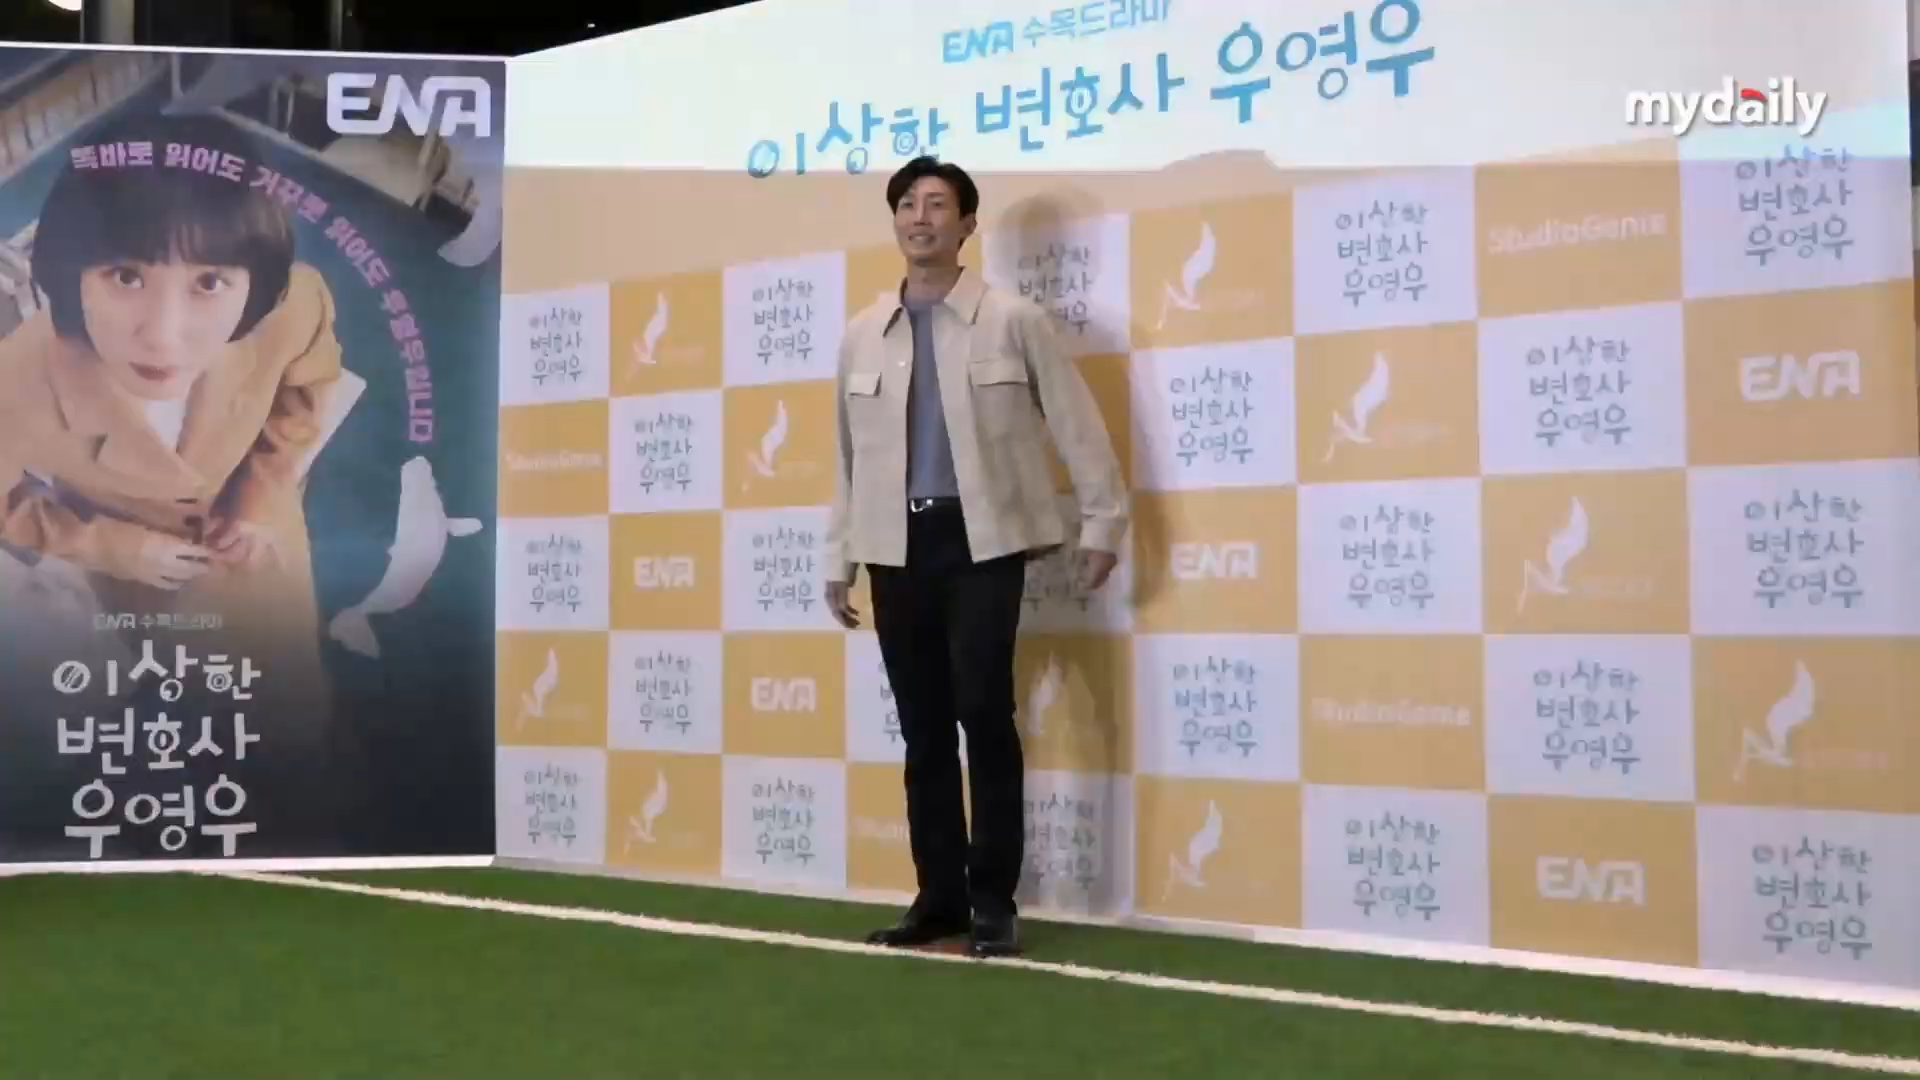 ENA 수목드라마
이상한 변호사 우영우
mydaily
ENA
똑바로 읽어도 거꾸로 읽어도 우영우입니다
ENA 수목드라마
이상한
변호사
우영우
이상한
변호사
우영우
StudioGenie
ENA